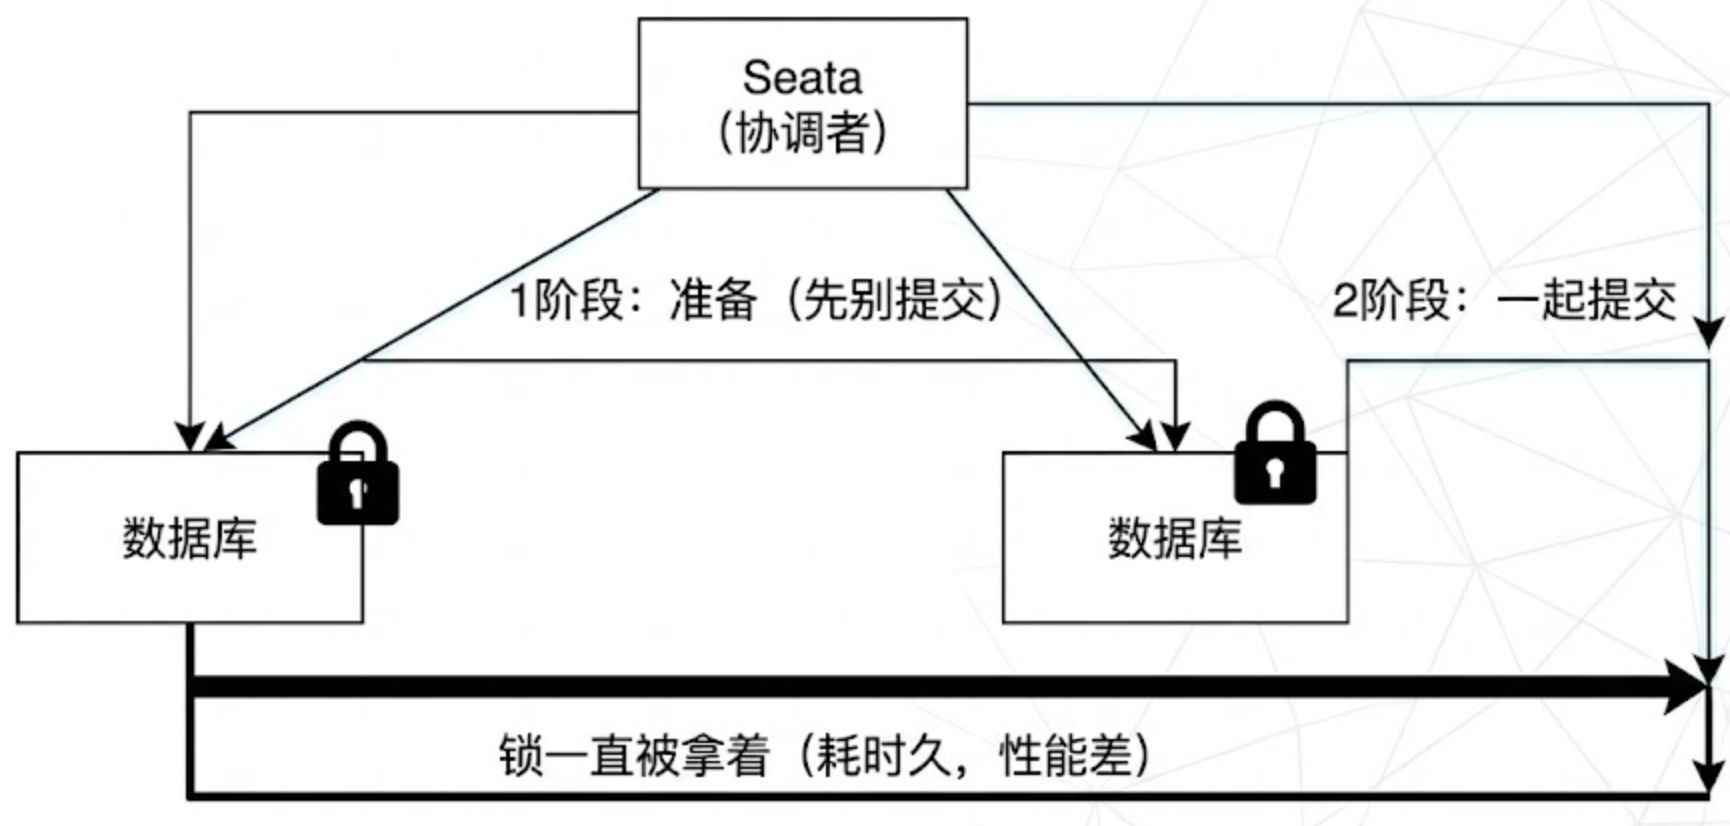 Seata
（协调者）
1阶段：准备（先别提交）
2阶段：一起提交
数据库
数据库
锁一直被拿着（耗时久，性能差）